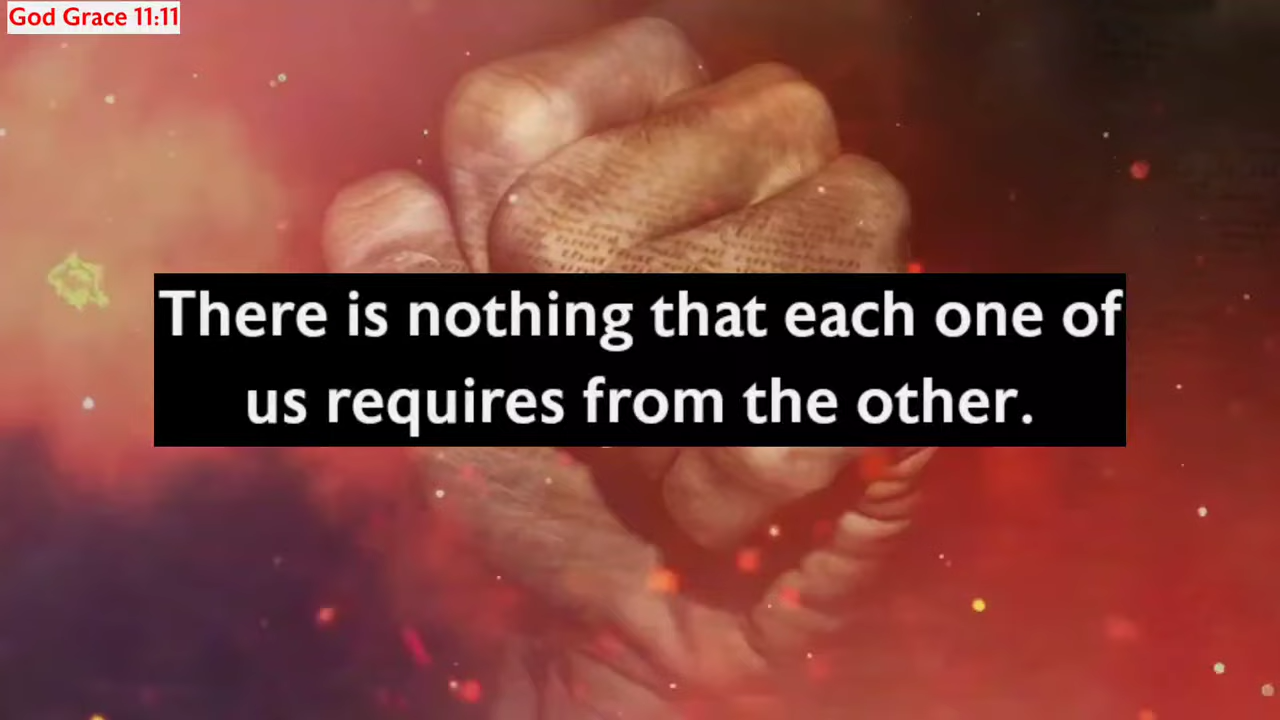 God Grace 11:11
There is nothing that each one of
us requires from the other.